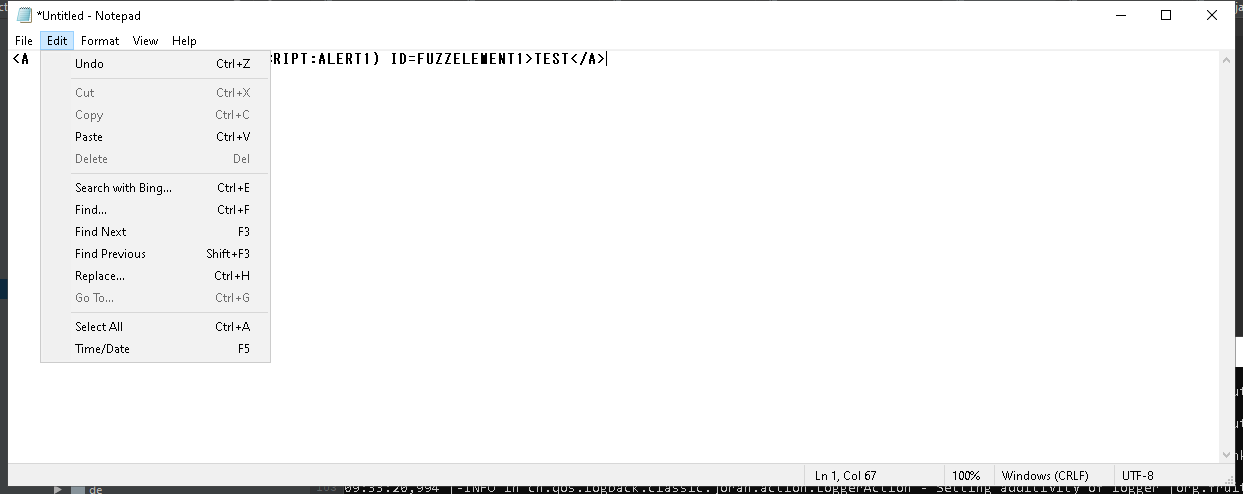 *Untitled - Notepad
File Edit Format View Help
<A RIPT:ALERT1) ID=FUZZELEMENT1>TEST</A>
Undo Ctrl+Z
Cut Ctrl+X
Copy Ctrl+C
Paste Ctrl+V
Delete Del
Search with Bing... Ctrl+E
Find... Ctrl+F
Find Next F3
Find Previous Shift+F3
Replace... Ctrl+H
Go To... Ctrl+G
Select All Ctrl+A
Time/Date F5
Ln 1, Col 67 100% Windows (CRLF) UTF-8
de 09:33:20,994 |-INFO in ch.qos.logback.classic.joran.action.LoggerAction - Setting additivity of logger